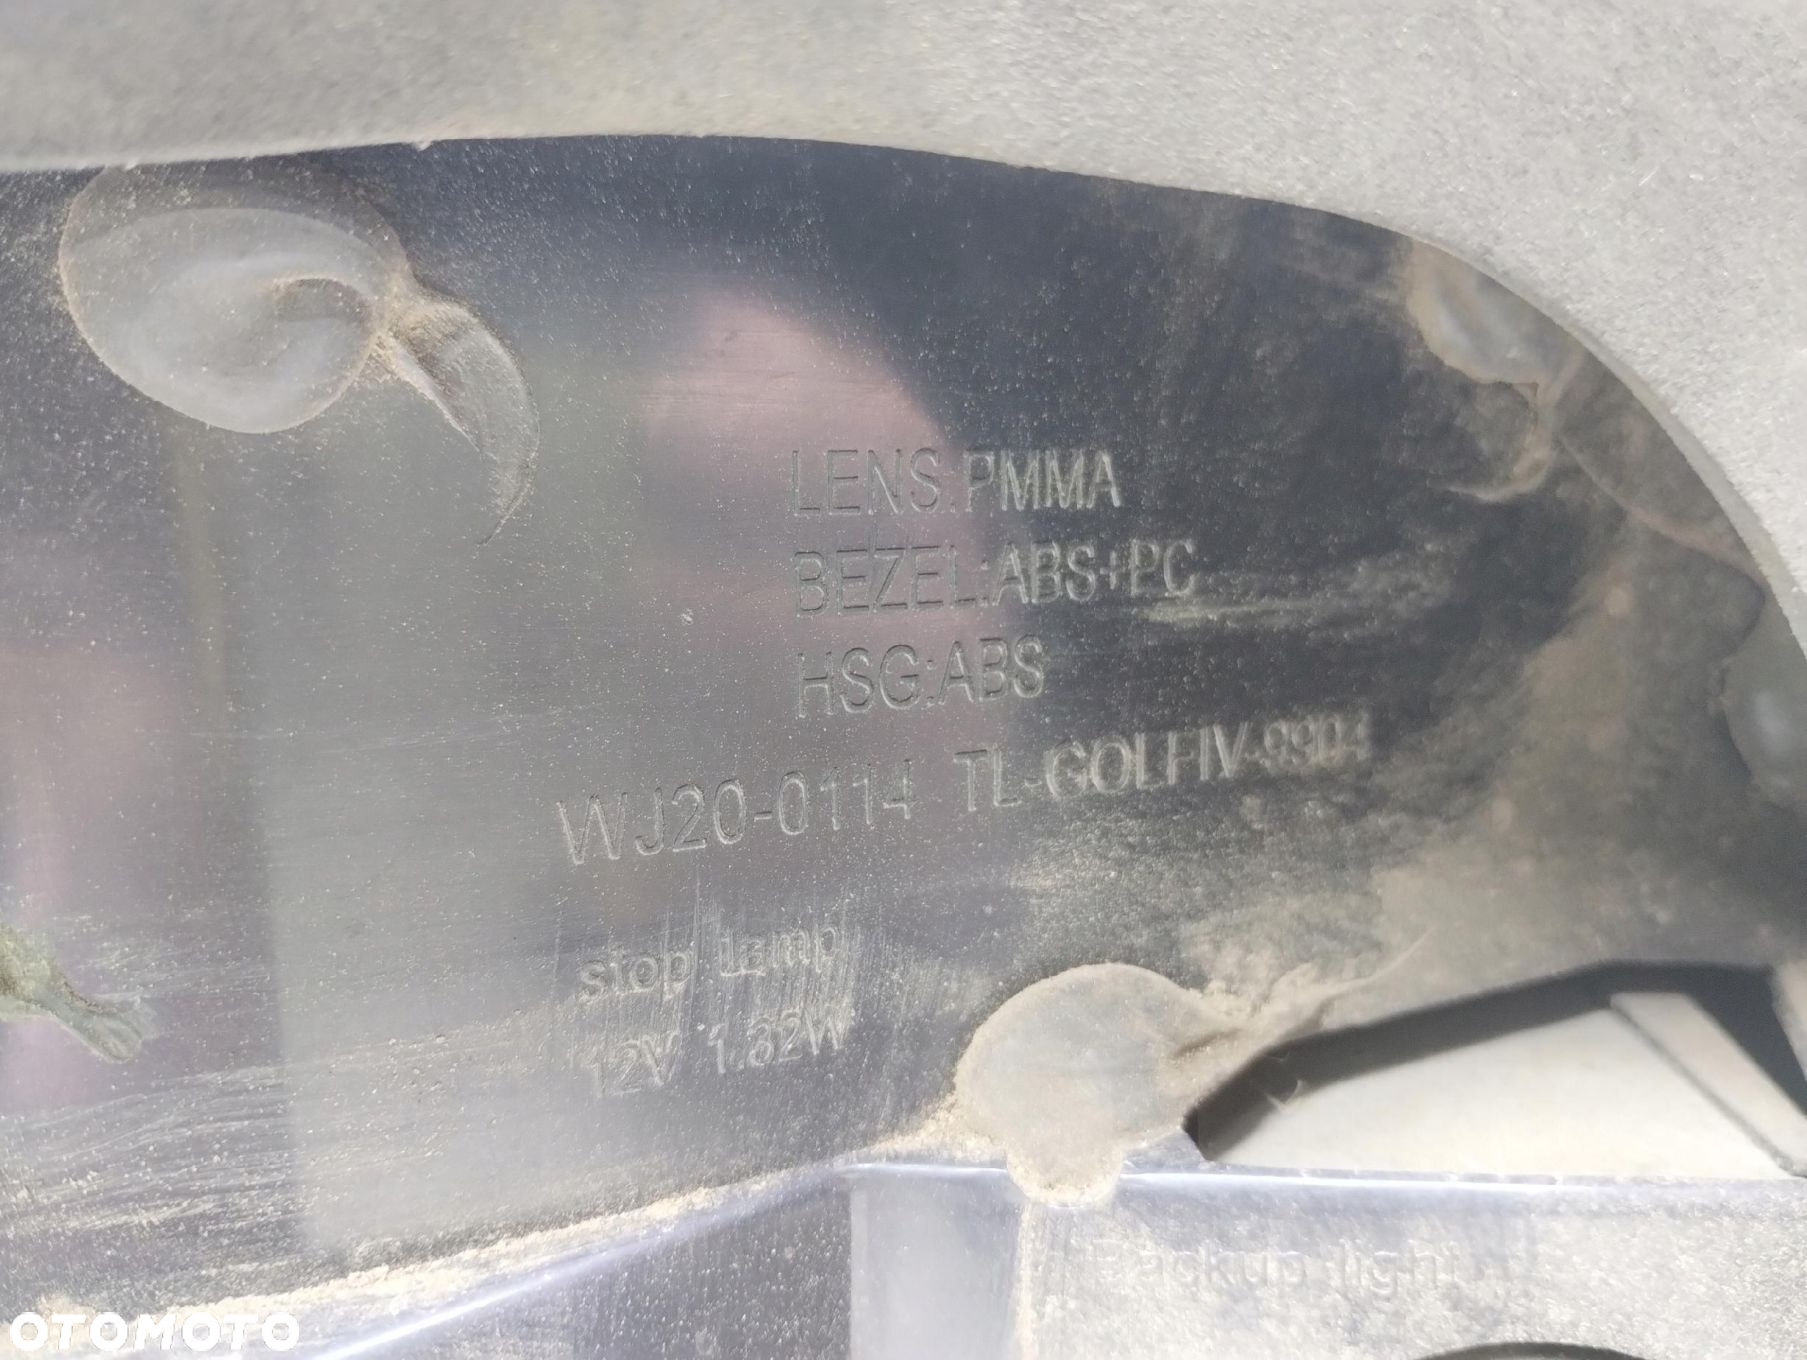 LENS:PMMA
BEZEL:ABS+PC
HSG:ABS
WJ20-0114 TL-GOLFIV-9904
stop lamp
12V 1.32W
Backup light
OTOMOTO